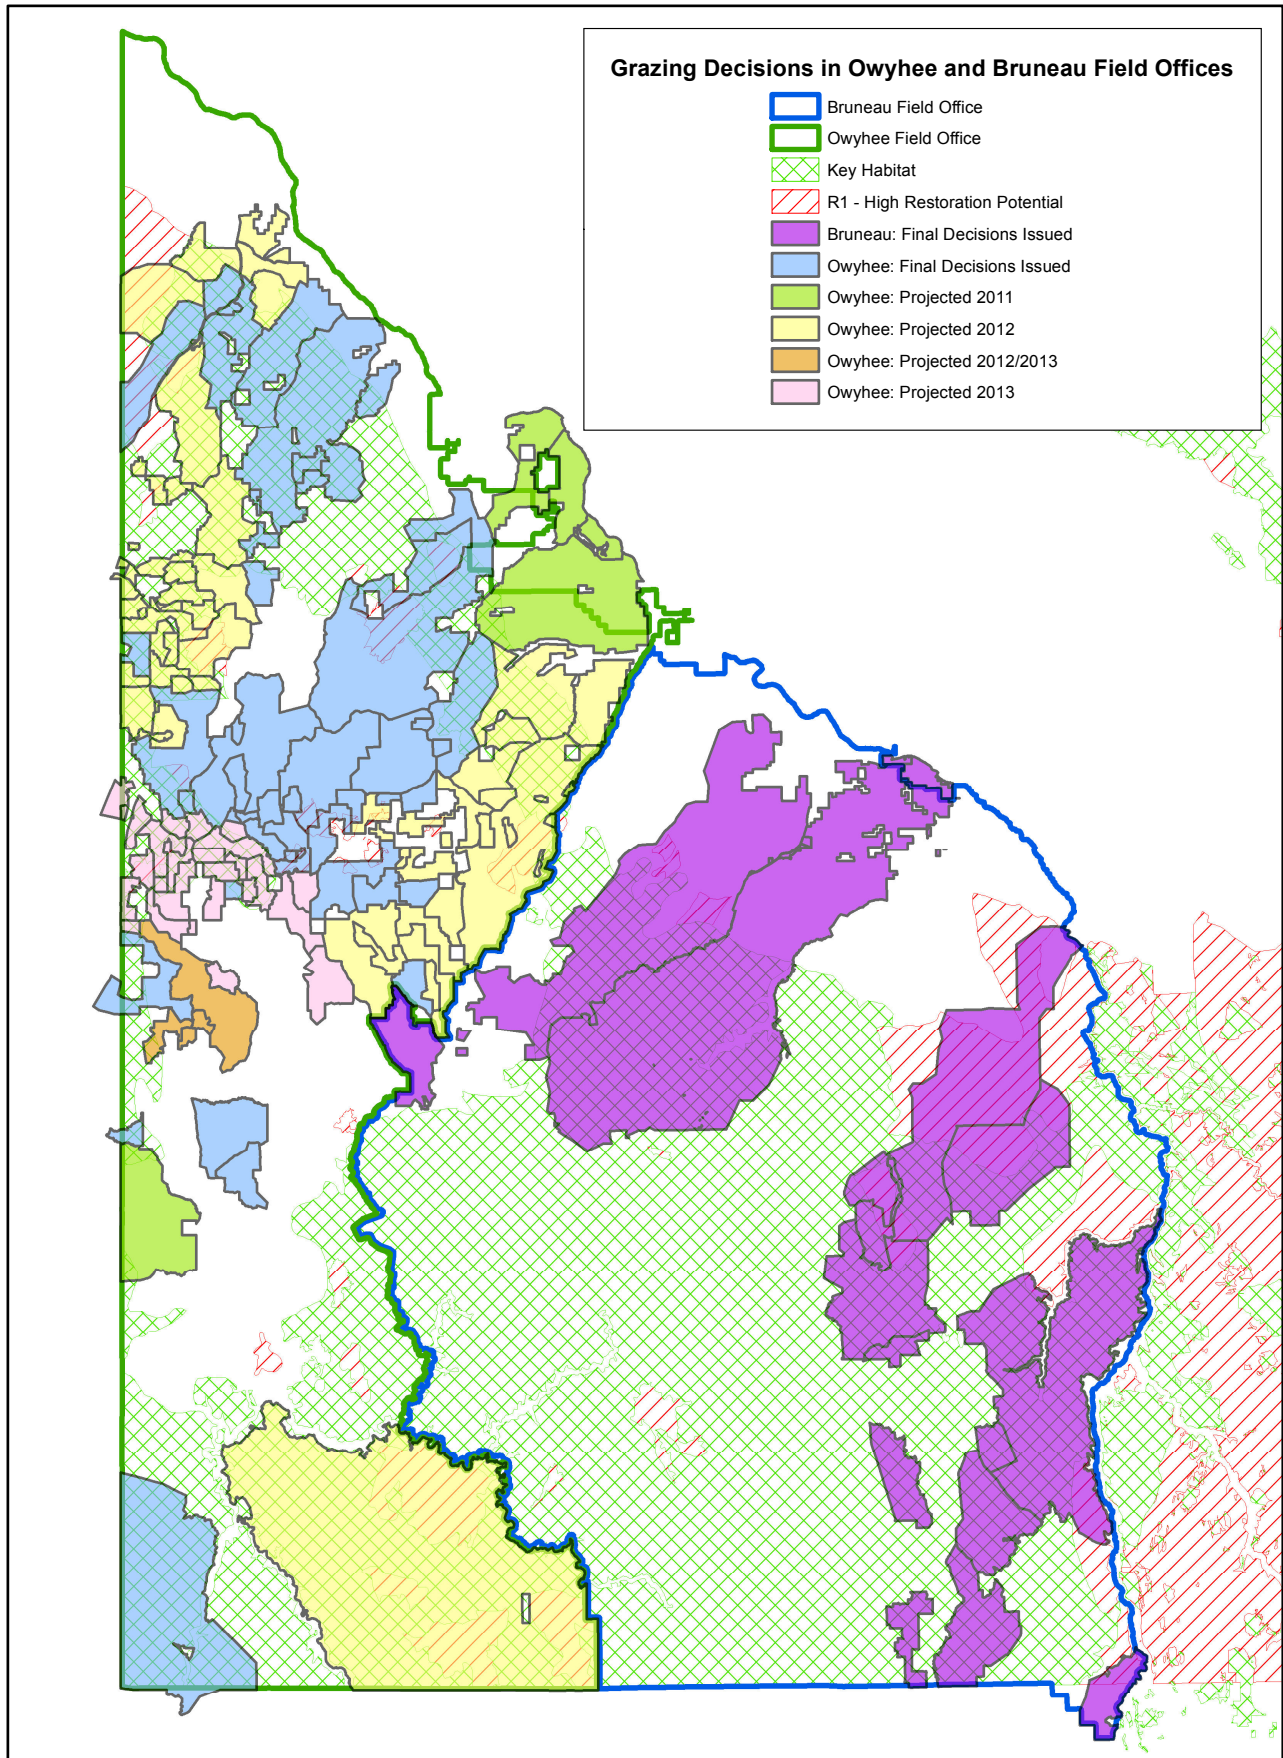 Grazing Decisions in Owyhee and Bruneau Field Offices
Bruneau Field Office
Owyhee Field Office
Key Habitat
R1 - High Restoration Potential
Bruneau: Final Decisions Issued
Owyhee: Final Decisions Issued
Owyhee: Projected 2011
Owyhee: Projected 2012
Owyhee: Projected 2012/2013
Owyhee: Projected 2013